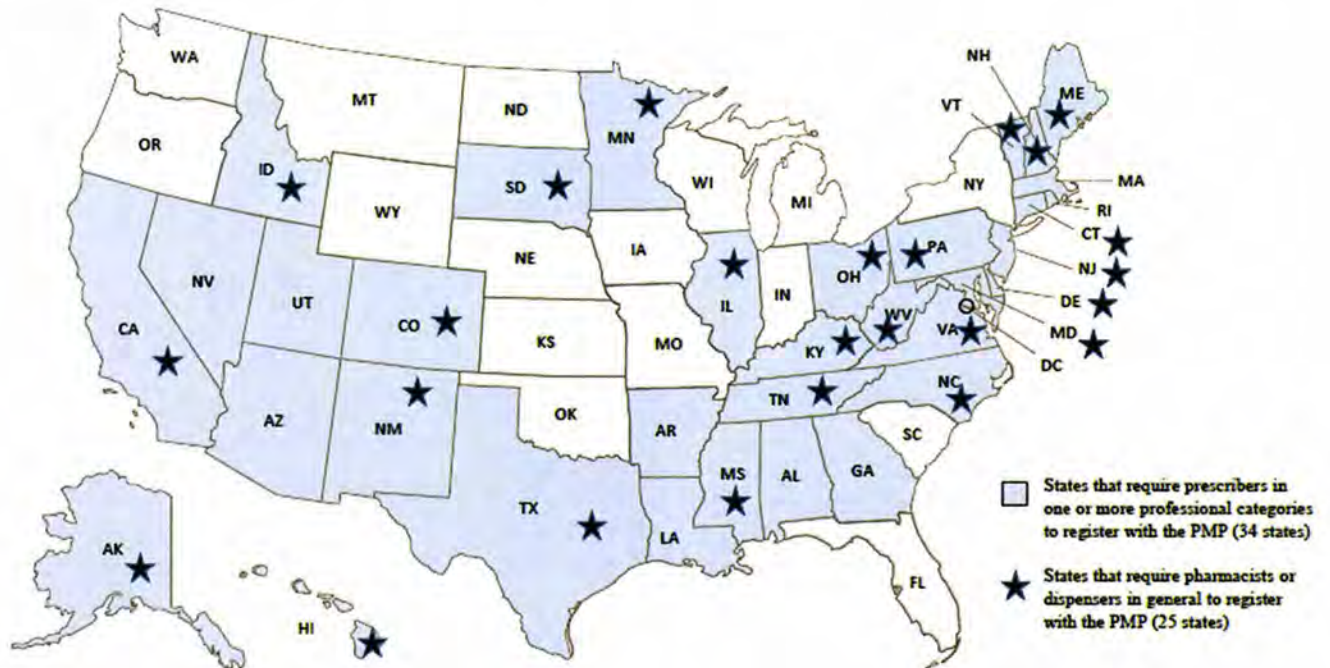 WA
MT
ND
MN
NH
VT
ME
OR
ID
SD
WI
MI
NY
MA
RI
CT
WY
NE
IA
PA
NJ
NV
UT
CO
IL
IN
OH
DE
MD
DC
CA
KS
MO
KY
WV
VA
AZ
NM
OK
AR
TN
NC
SC
MS
AL
GA
TX
LA
FL
AK
HI
States that require prescribers in
one or more professional categories
to register with the PMP (34 states)
States that require pharmacists or
dispensers in general to register
with the PMP (25 states)